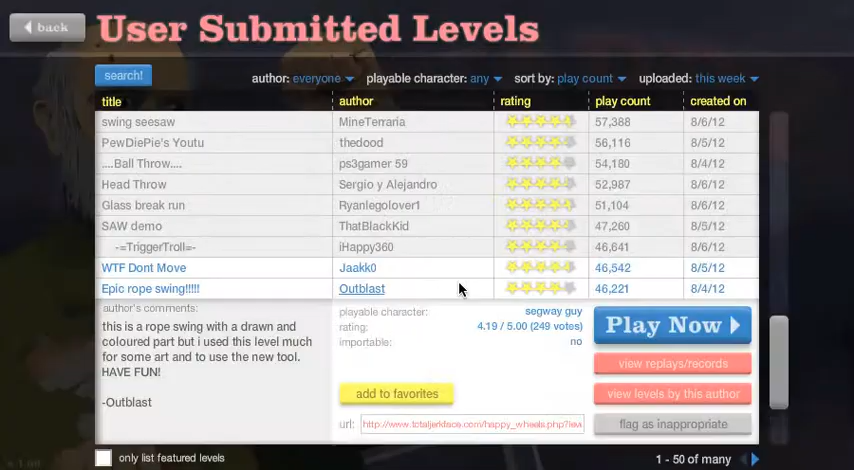 back
User Submitted Levels
search!
author: everyone playable character: any sort by: play count uploaded: this week
title author rating play count created on
swing seesaw MineTerraria 57,388 8/6/12
PewDiePie's Youtu thedood 56,116 8/4/12
....Ball Throw.... ps3gamer 59 54,180 8/4/12
Head Throw Sergio y Alejandro 52,987 8/6/12
Glass break run Ryanlegolover1 51,104 8/6/12
SAW demo ThatBlackKid 47,260 8/5/12
-=TriggerTroll=- iHappy360 46,641 8/6/12
WTF Dont Move Jaakk0 46,542 8/5/12
Epic rope swing!!!!! Outblast 46,221 8/4/12
author's comments:
this is a rope swing with a drawn and
coloured part but i used this level much
for some art and to use the new tool.
HAVE FUN!
-Outblast
playable character: segway guy
rating: 4.19 / 5.00 (249 votes)
importable: no
add to favorites
url: http://www.totaljerkface.com/happy_wheels.php?lev
Play Now
view replays/records
view levels by this author
flag as inappropriate
only list featured levels
1 - 50 of many